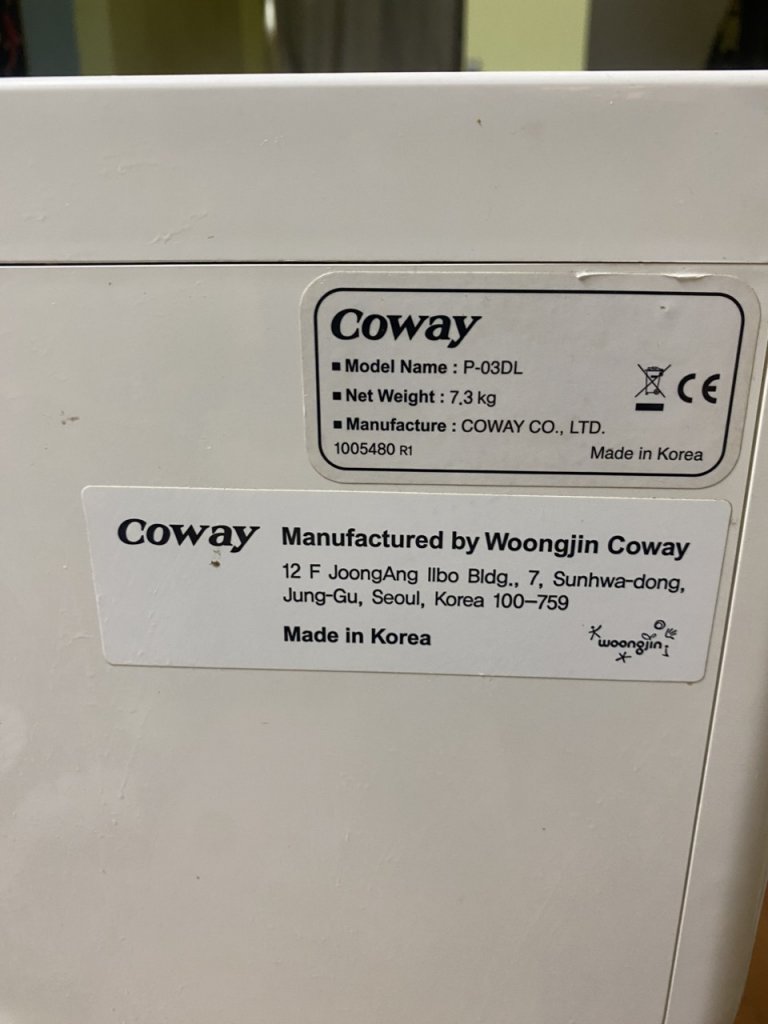 Coway
▪ Model Name : P-03DL
▪ Net Weight : 7.3 kg
▪ Manufacture : COWAY CO., LTD.
1005480 R1
Made in Korea
CE
Coway
Manufactured by Woongjin Coway
12 F JoongAng Ilbo Bldg., 7, Sunhwa-dong,
Jung-Gu, Seoul, Korea 100–759
Made in Korea
woongjin